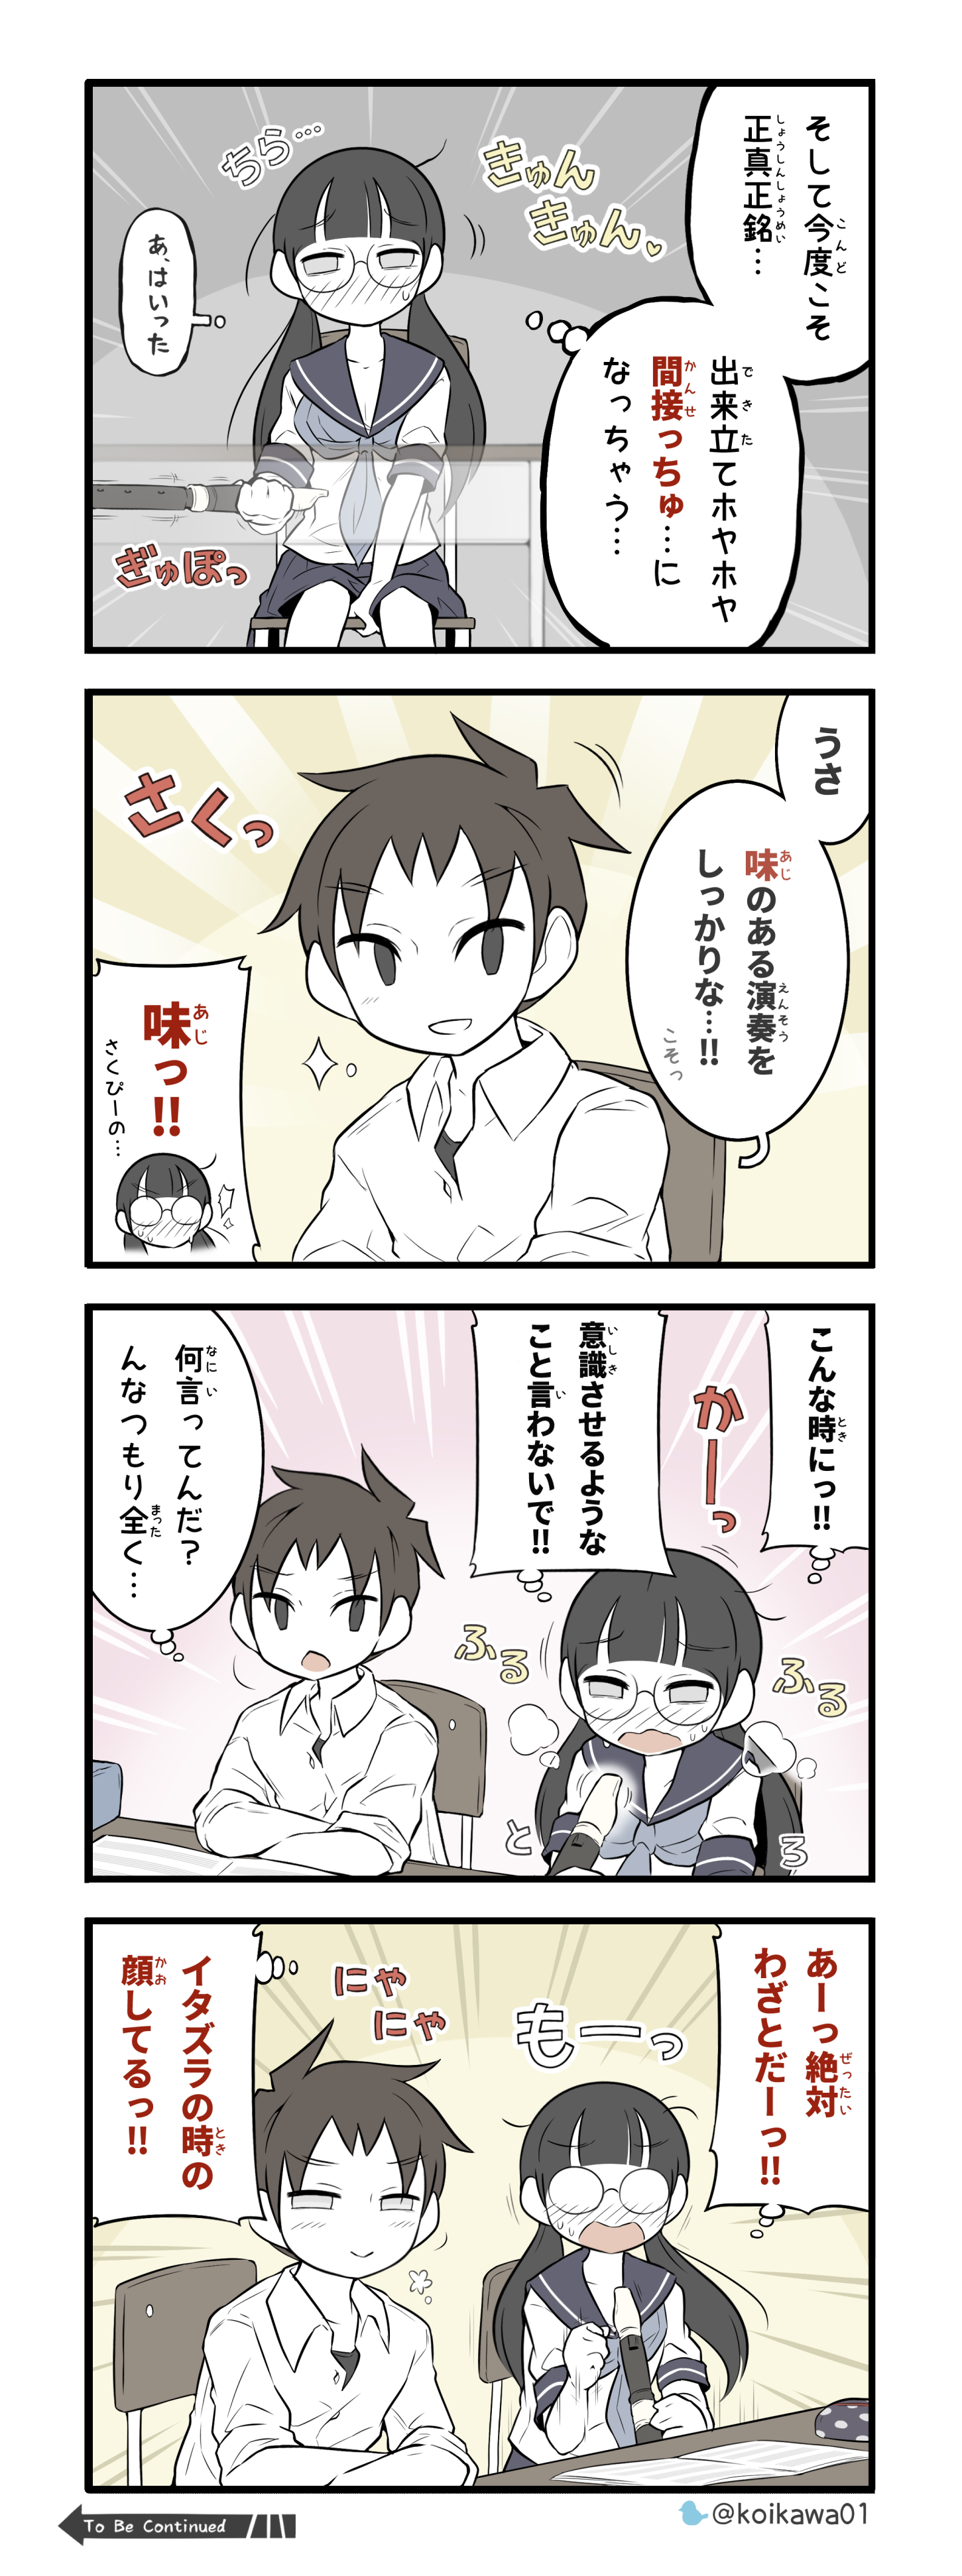 そして今度こそ
正真正銘…
出来立てホヤホヤ
間接っちゅ…に
なっちゃう…
きゅん
きゅん
ちら…
あ、はいった
ぎゅぽっ
うさ
味のある演奏を
しっかりな…!!
こそっ
さくっ
味っ!!
さくぴーの…
こんな時にっ!!
かーっ
意識させるような
こと言わないで!!
ふる
ふる
とろ
何言ってんだ?
んなつもり全く…
あーっ絶対
わざとだーっ!!
もーっ
にや
にや
イタズラの時の
顔してるっ!!
To Be Continued
@koikawa01